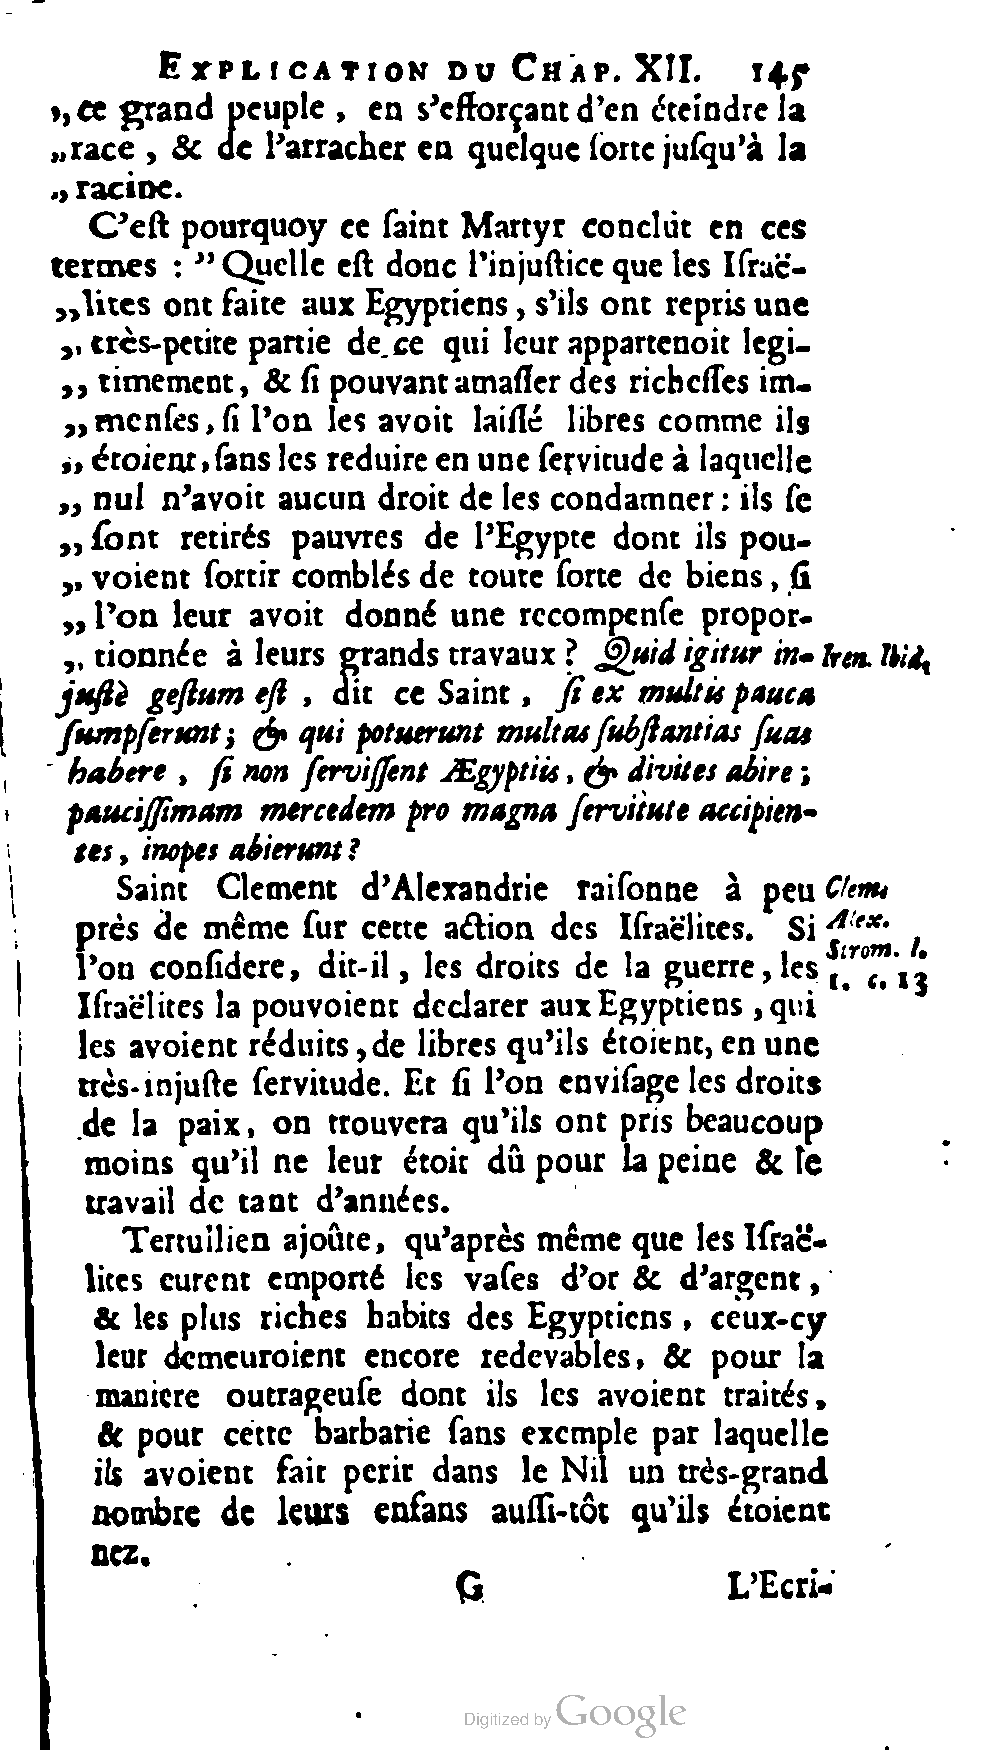 EXPLICATION DU CHAP. XII. 145
„ce grand peuple, en s'efforçant d'en éteindre la
„race, & de l'arracher en quelque ſorte juſqu'à la
„racine.
C'eſt pourquoy ce ſaint Martyr conclut en ces
termes : ” Quelle eſt donc l'injuſtice que les Iſraë-
„lites ont faite aux Egyptiens, s'ils ont repris une
„très-petite partie de ce qui leur appartenoit legi-
„timement, & ſi pouvant amaſſer des richeſſes im-
„menſes, ſi l'on les avoit laiſſé libres comme ils
„étoient, ſans les reduire en une ſervitude à laquelle
„nul n'avoit aucun droit de les condamner : ils ſe
„ſont retirés pauvres de l'Egypte dont ils pou-
„voient ſortir comblés de toute ſorte de biens, ſi
„l'on leur avoit donné une recompenſe propor-
„tionnée à leurs grands travaux ? Quid igitur in- Iren. Ibid.
juſtè geſtum eſt, dit ce Saint, ſi ex multis pauca
ſumpſerunt ; & qui potuerunt multas ſubſtantias ſuas
habere, ſi non ſerviſſent Ægyptiis, & divites abire ;
pauciſſimam mercedem pro magna ſervitute accipien-
tes, inopes abierunt ?
Saint Clement d'Alexandrie raiſonne à peu Clem.
près de même ſur cette action des Iſraëlites. Si Alex.
l'on conſidere, dit-il, les droits de la guerre, les Strom. l.
Iſraëlites la pouvoient declarer aux Egyptiens, qui 1. c. 13
les avoient réduits, de libres qu'ils étoient, en une
très-injuſte ſervitude. Et ſi l'on enviſage les droits
de la paix, on trouvera qu'ils ont pris beaucoup
moins qu'il ne leur étoit dû pour la peine & le
travail de tant d'années.
Tertullien ajoûte, qu'après même que les Iſraë-
lites eurent emporté les vaſes d'or & d'argent,
& les plus riches habits des Egyptiens, ceux-cy
leur demeuroient encore redevables, & pour la
maniere outrageuſe dont ils les avoient traités,
& pour cette barbarie ſans exemple par laquelle
ils avoient fait perir dans le Nil un très-grand
nombre de leurs enfans auſſi-tôt qu'ils étoient
nez.
G L'Ecri-
Digitized by Google